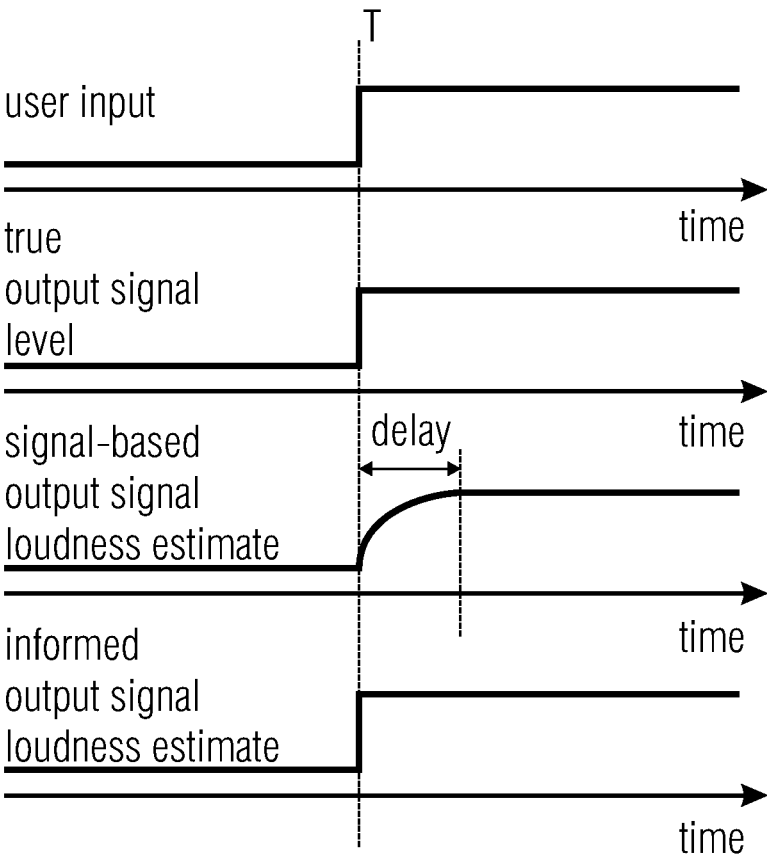 T
user input
time
true
output signal
level
time
delay
signal-based
output signal
loudness estimate
time
informed
output signal
loudness estimate
time